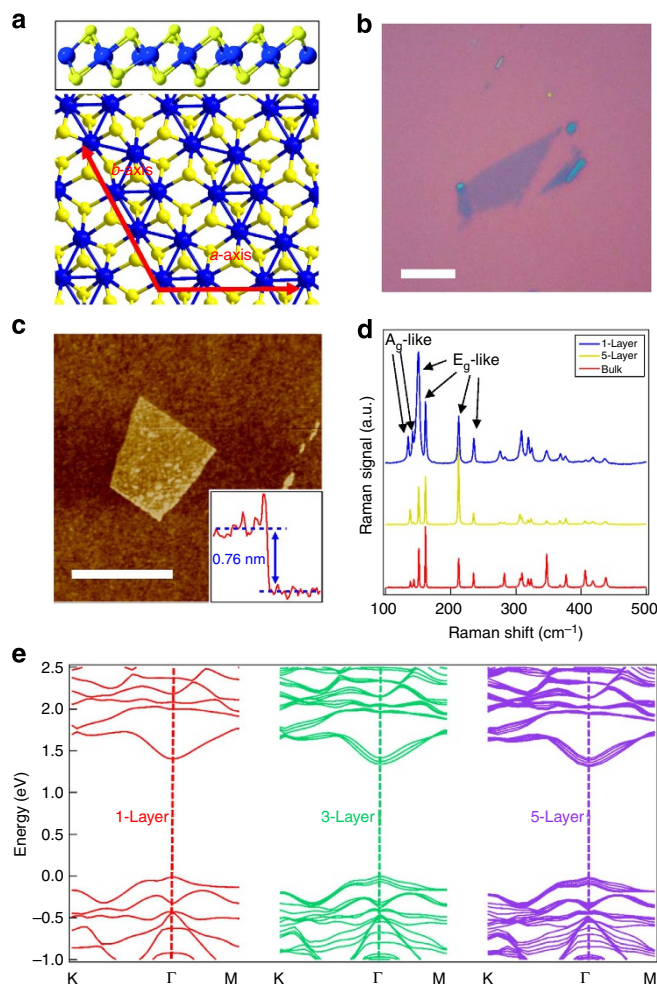 a
b-axis
a-axis
b
c
0.76 nm
d
A_g-like
E_g-like
1-Layer
5-Layer
Bulk
Raman signal (a.u.)
100 200 300 400 500
Raman shift (cm⁻¹)
e
2.5
2.0
1.5
1.0
0.5
0.0
−0.5
−1.0
Energy (eV)
1-Layer
3-Layer
5-Layer
K Γ M K Γ M K Γ M